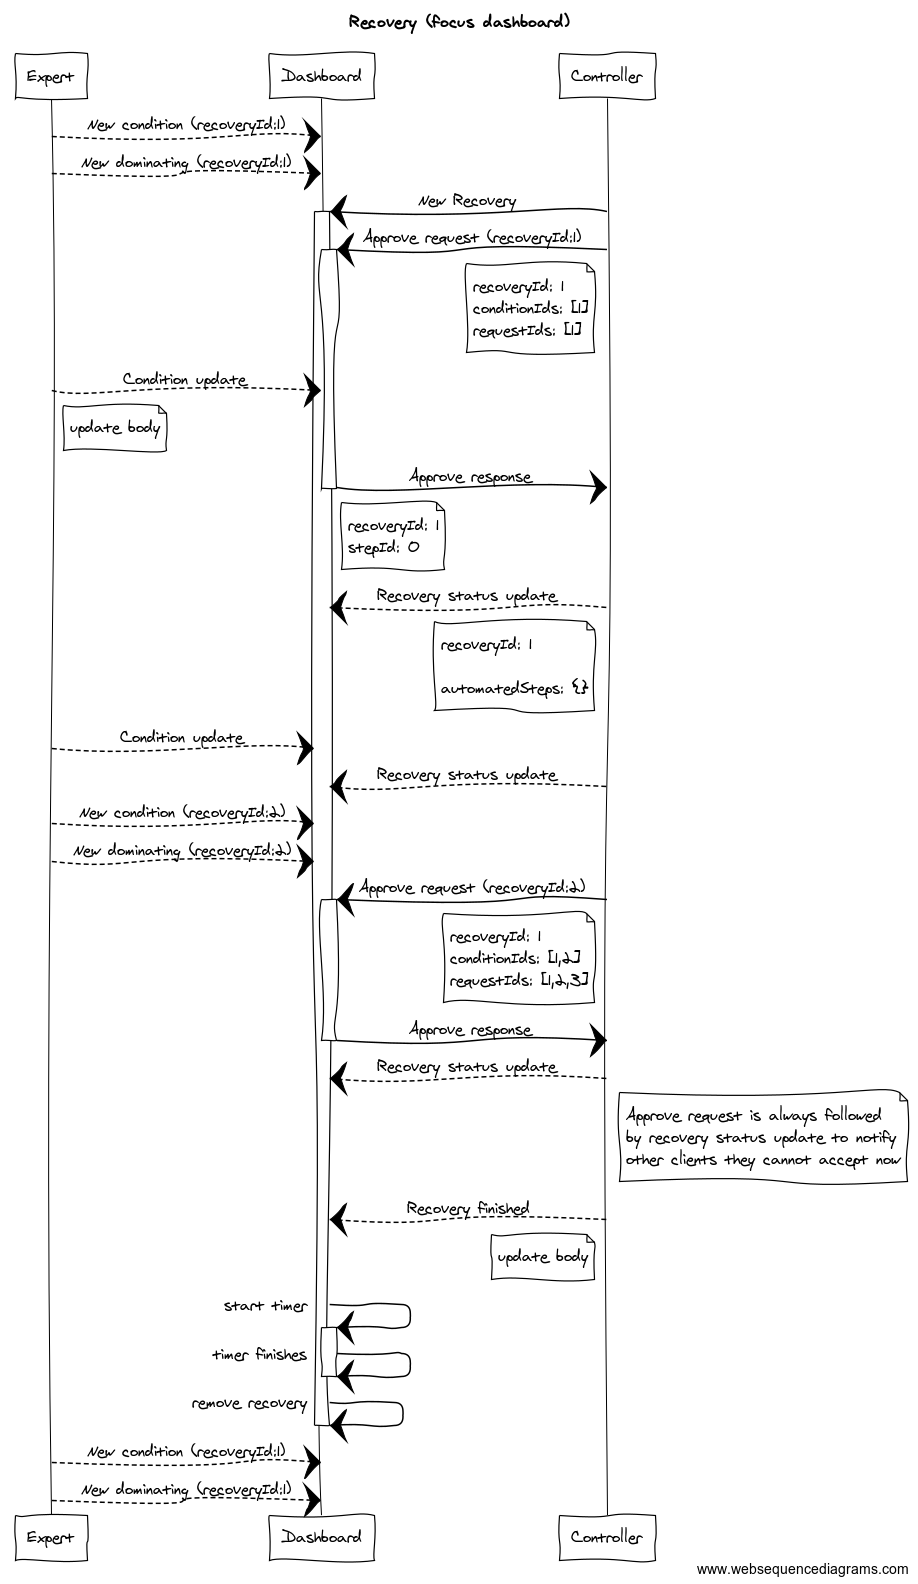 Recovery (focus dashboard)
Expert
Dashboard
Controller
New condition (recoveryId:1)
New dominating (recoveryId:1)
New Recovery
Approve request (recoveryId:1)
recoveryId: 1
conditionIds: [1]
requestIds: [1]
Condition update
update body
Approve response
recoveryId: 1
stepId: 0
Recovery status update
recoveryId: 1
automatedSteps: {}
Condition update
Recovery status update
New condition (recoveryId:2)
New dominating (recoveryId:2)
Approve request (recoveryId:2)
recoveryId: 1
conditionIds: [1,2]
requestIds: [1,2,3]
Approve response
Recovery status update
Approve request is always followed
by recovery status update to notify
other clients they cannot accept now
Recovery finished
update body
start timer
timer finishes
remove recovery
New condition (recoveryId:1)
New dominating (recoveryId:1)
Expert
Dashboard
Controller
www.websequencediagrams.com